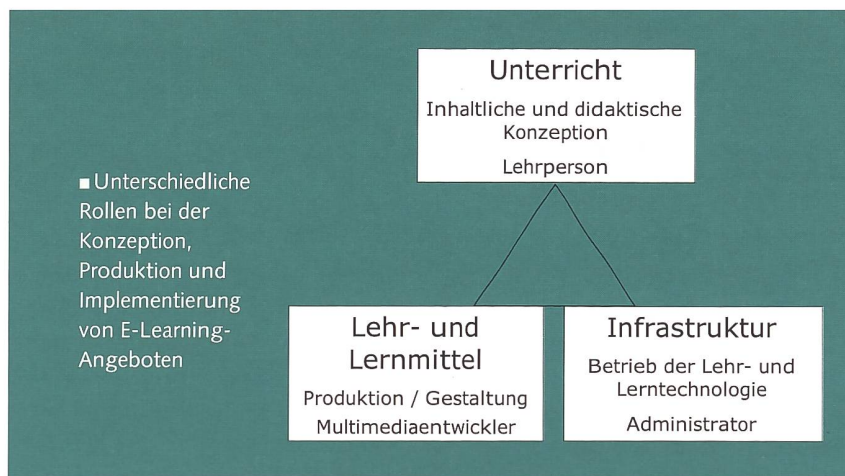 ■ Unterschiedliche
Rollen bei der
Konzeption,
Produktion und
Implementierung
von E-Learning-
Angeboten
Unterricht
Inhaltliche und didaktische
Konzeption
Lehrperson
Lehr- und
Lernmittel
Produktion / Gestaltung
Multimediaentwickler
Infrastruktur
Betrieb der Lehr- und
Lerntechnologie
Administrator